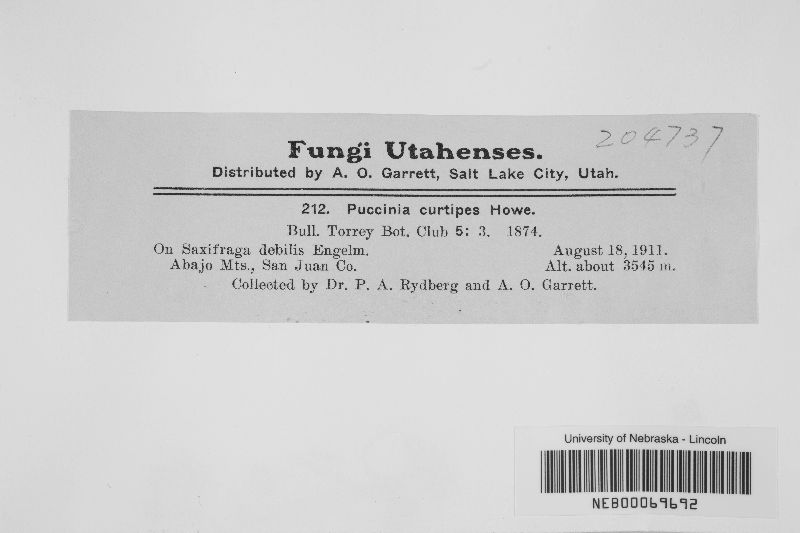 204737
Fungi Utahenses.
Distributed by A. O. Garrett, Salt Lake City, Utah.
212. Puccinia curtipes Howe.
Bull. Torrey Bot. Club 5: 3. 1874.
On Saxifraga debilis Engelm. August 18, 1911.
Abajo Mts., San Juan Co. Alt. about 3545 m.
Collected by Dr. P. A. Rydberg and A. O. Garrett.
University of Nebraska - Lincoln
NEB00069692